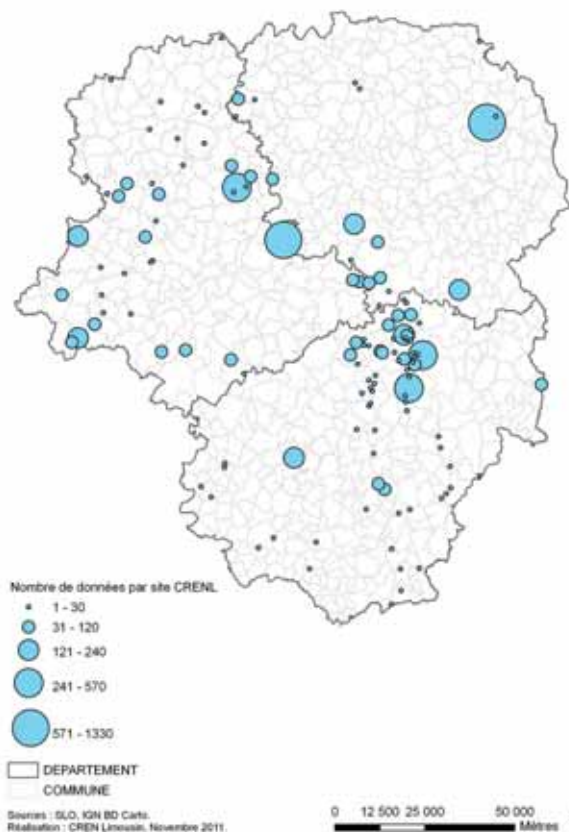 Nombre de données par site CRENL
1 - 30
31 - 120
121 - 240
241 - 570
571 - 1330
DEPARTEMENT
COMMUNE
Sources : SLO, IGN BD Carto.
Réalisation : CREN Limousin, Novembre 2011.
0 12 500 25 000 50 000
Mètres